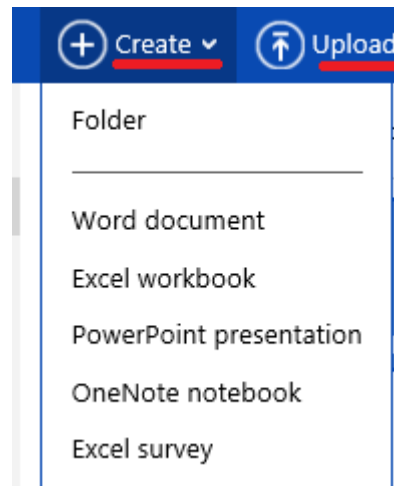 Create Upload
Folder
Word document
Excel workbook
PowerPoint presentation
OneNote notebook
Excel survey